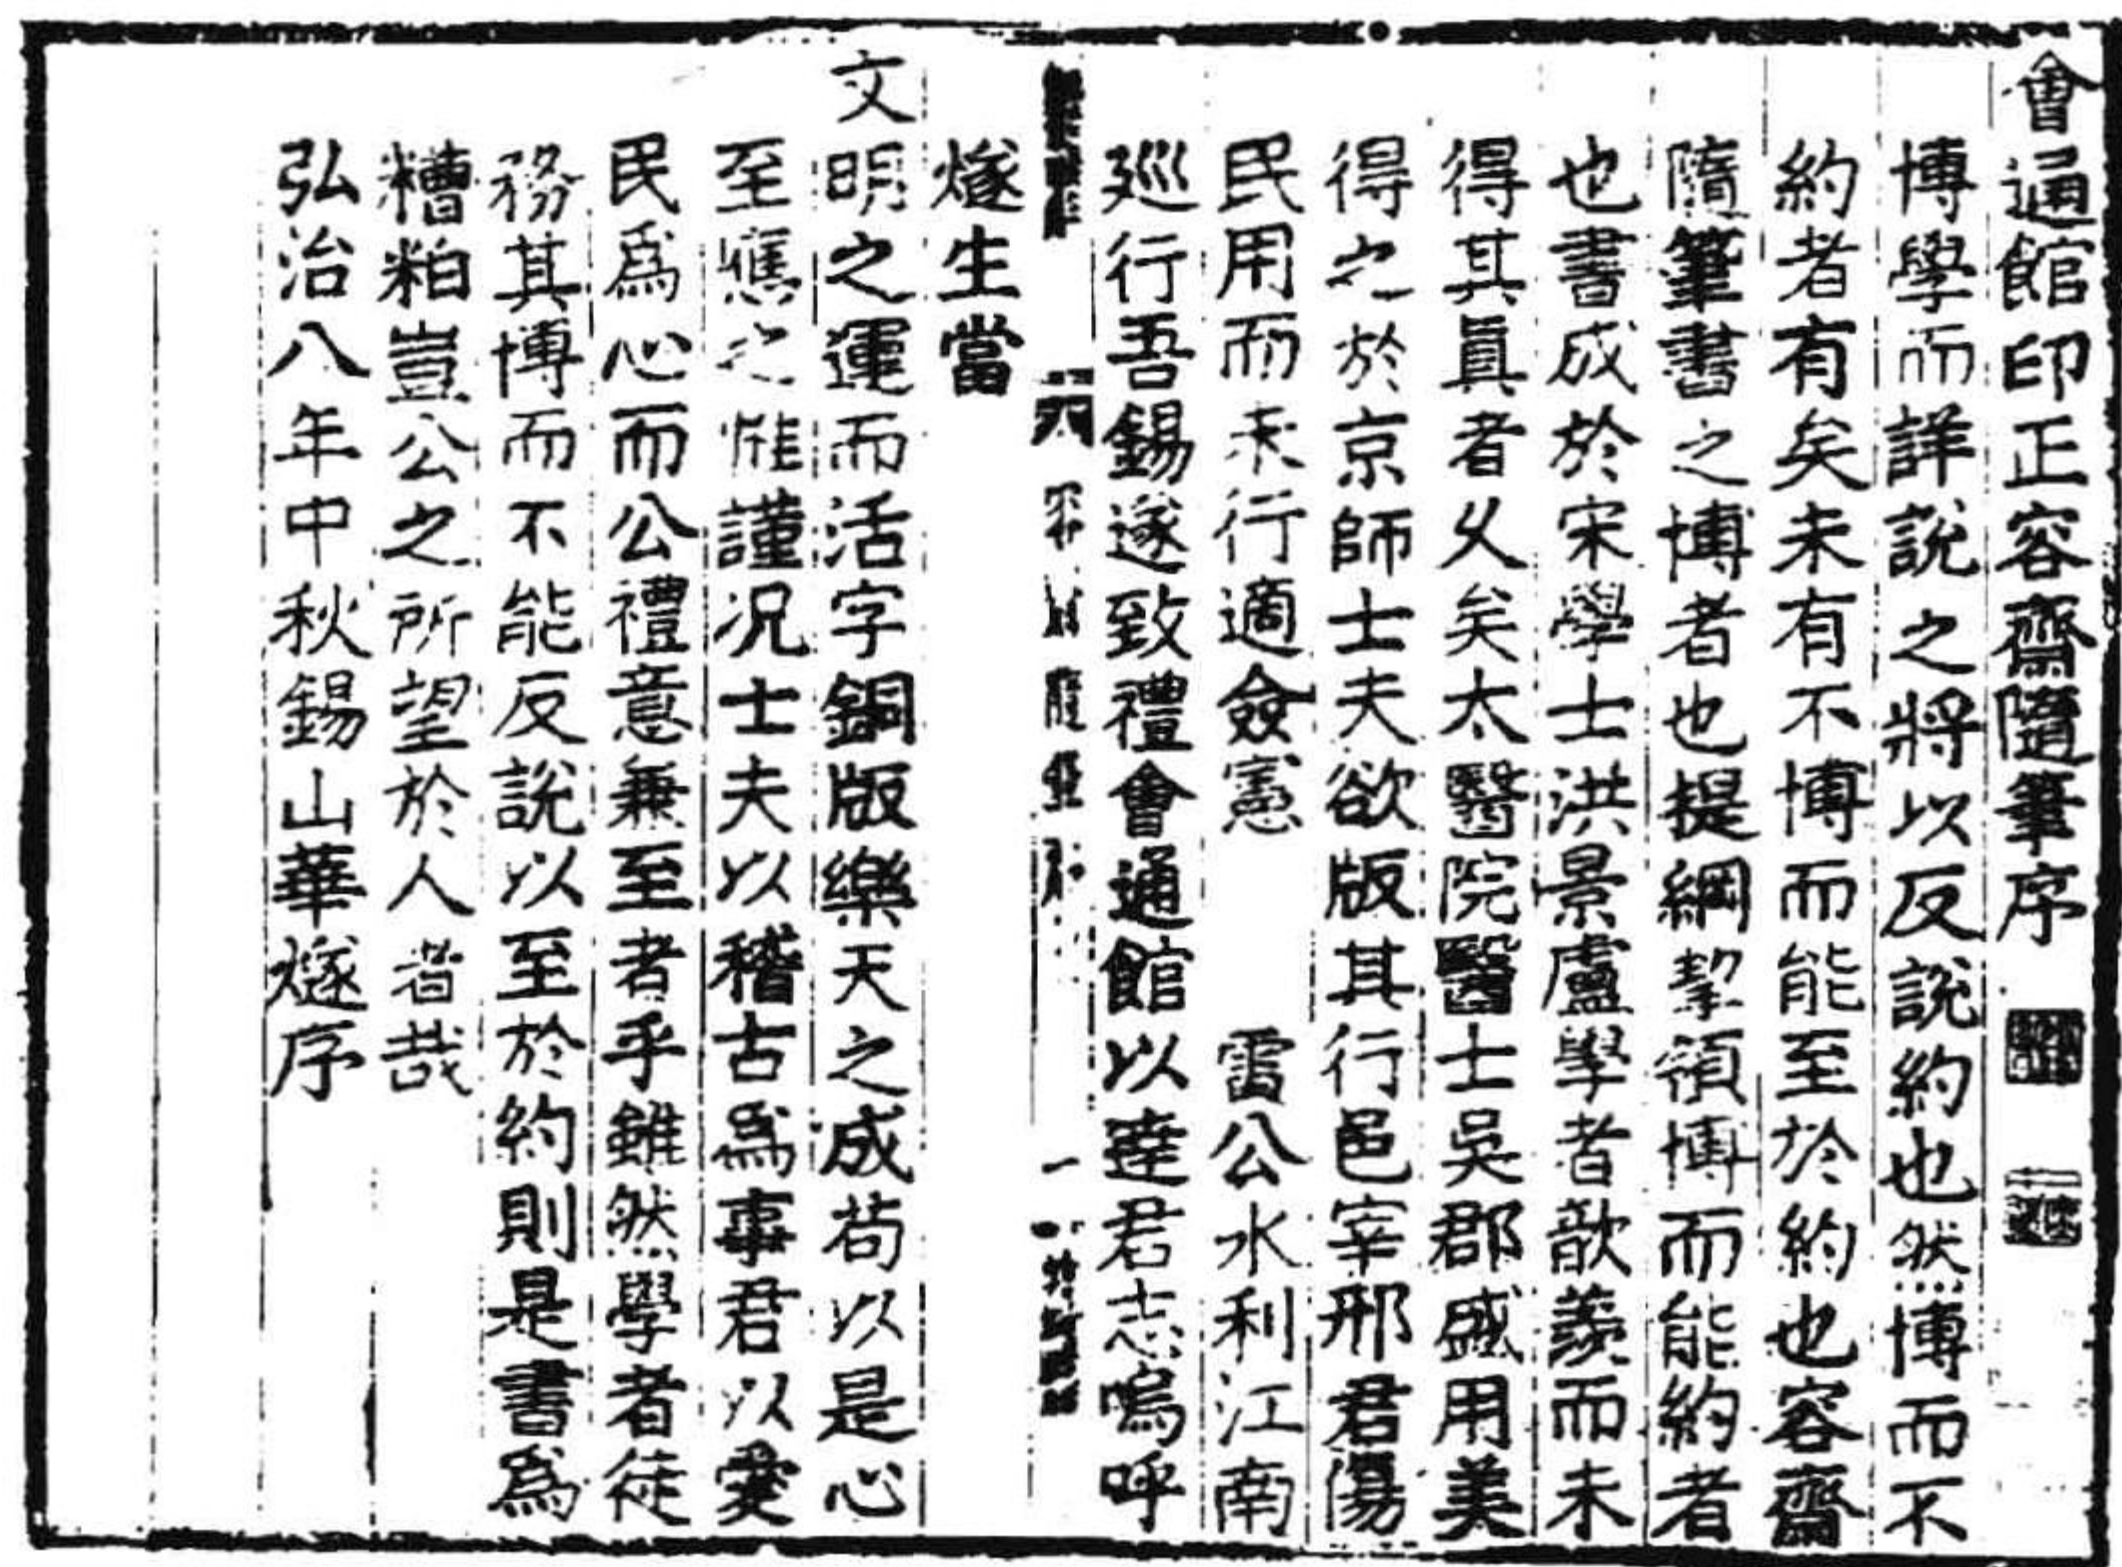 會通館印正容齋隨筆序
博學而詳說之將以反說約也然博而不
約者有矣未有不博而能至於約也容齋
隨筆書之博者也提綱挈領博而能約者
也書成於宋學士洪景盧學者歆羨而未
得其眞者乆矣太醫院醫士吳郡盛用美
得之於京師士夫欲版其行邑宰邢君傷
民用而未行適僉憲 雷公水利江南
廵行吾錫遂致禮會通館以達君志嗚呼
燧生當
文明之運而活字銅版樂天之成苟以是心
至應之惟謹况士夫以稽古爲事君以愛
民爲心而公禮意兼至者乎雖然學者徒
務其博而不能反說以至於約則是書爲
糟粕豈公之所望於人者哉
弘治八年中秋錫山華燧序